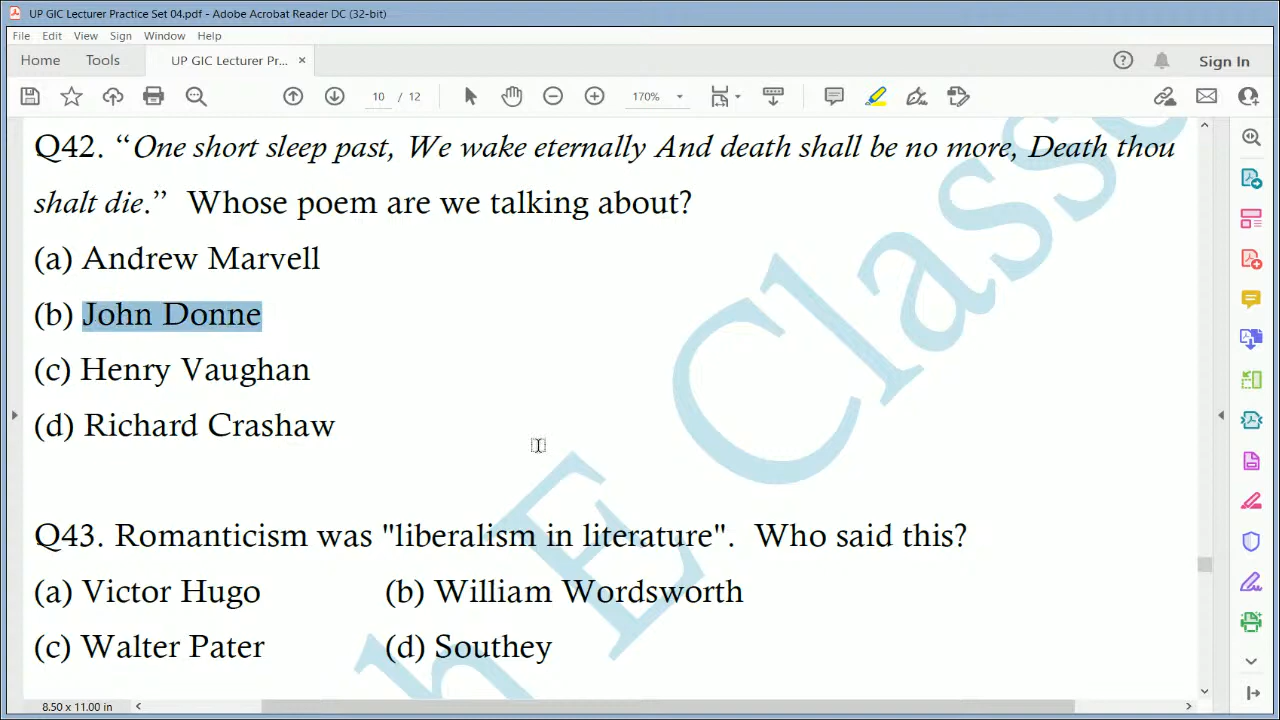 UP GIC Lecturer Practice Set 04.pdf - Adobe Acrobat Reader DC (32-bit)
File Edit View Sign Window Help
Home Tools UP GIC Lecturer Pr... × Sign In
10 / 12 170%
Q42. “One short sleep past, We wake eternally And death shall be no more, Death thou
shalt die.” Whose poem are we talking about?
(a) Andrew Marvell
(b) John Donne
(c) Henry Vaughan
(d) Richard Crashaw
Q43. Romanticism was "liberalism in literature". Who said this?
(a) Victor Hugo (b) William Wordsworth
(c) Walter Pater (d) Southey
8.50 x 11.00 in
h E Classe